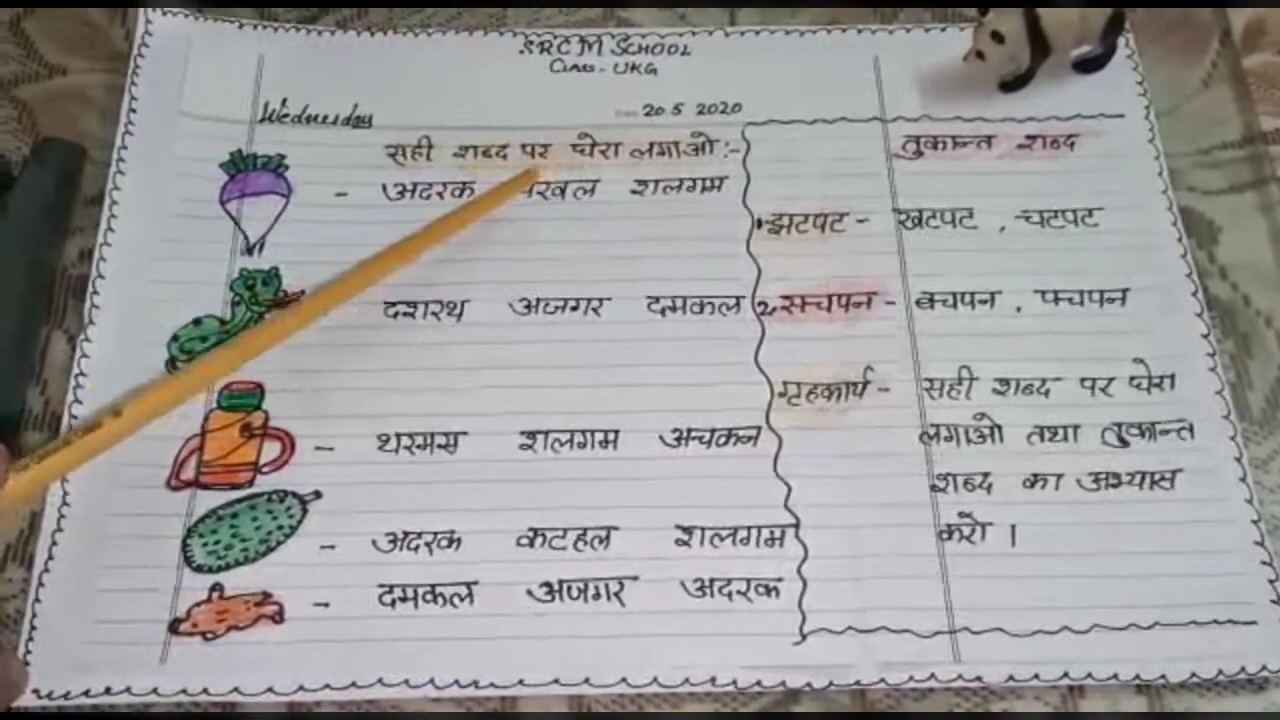 SRCM SCHOOL
Class - UKG
Wednesday 20 5 2020
सही शब्द पर घेरा लगाओ :-
- अदरक शलगम
दशरथ अजगर दमकल
- थरमस शलगम अचकन
- अदरक कटहल शलगम
- दमकल अजगर अदरक
तुकान्त शब्द
झटपट - खटपट , चटपट
2 सचपन - बचपन , पचपन
गृहकार्य - सही शब्द पर घेरा
लगाओ तथा तुकान्त
शब्द का अभ्यास
करो ।